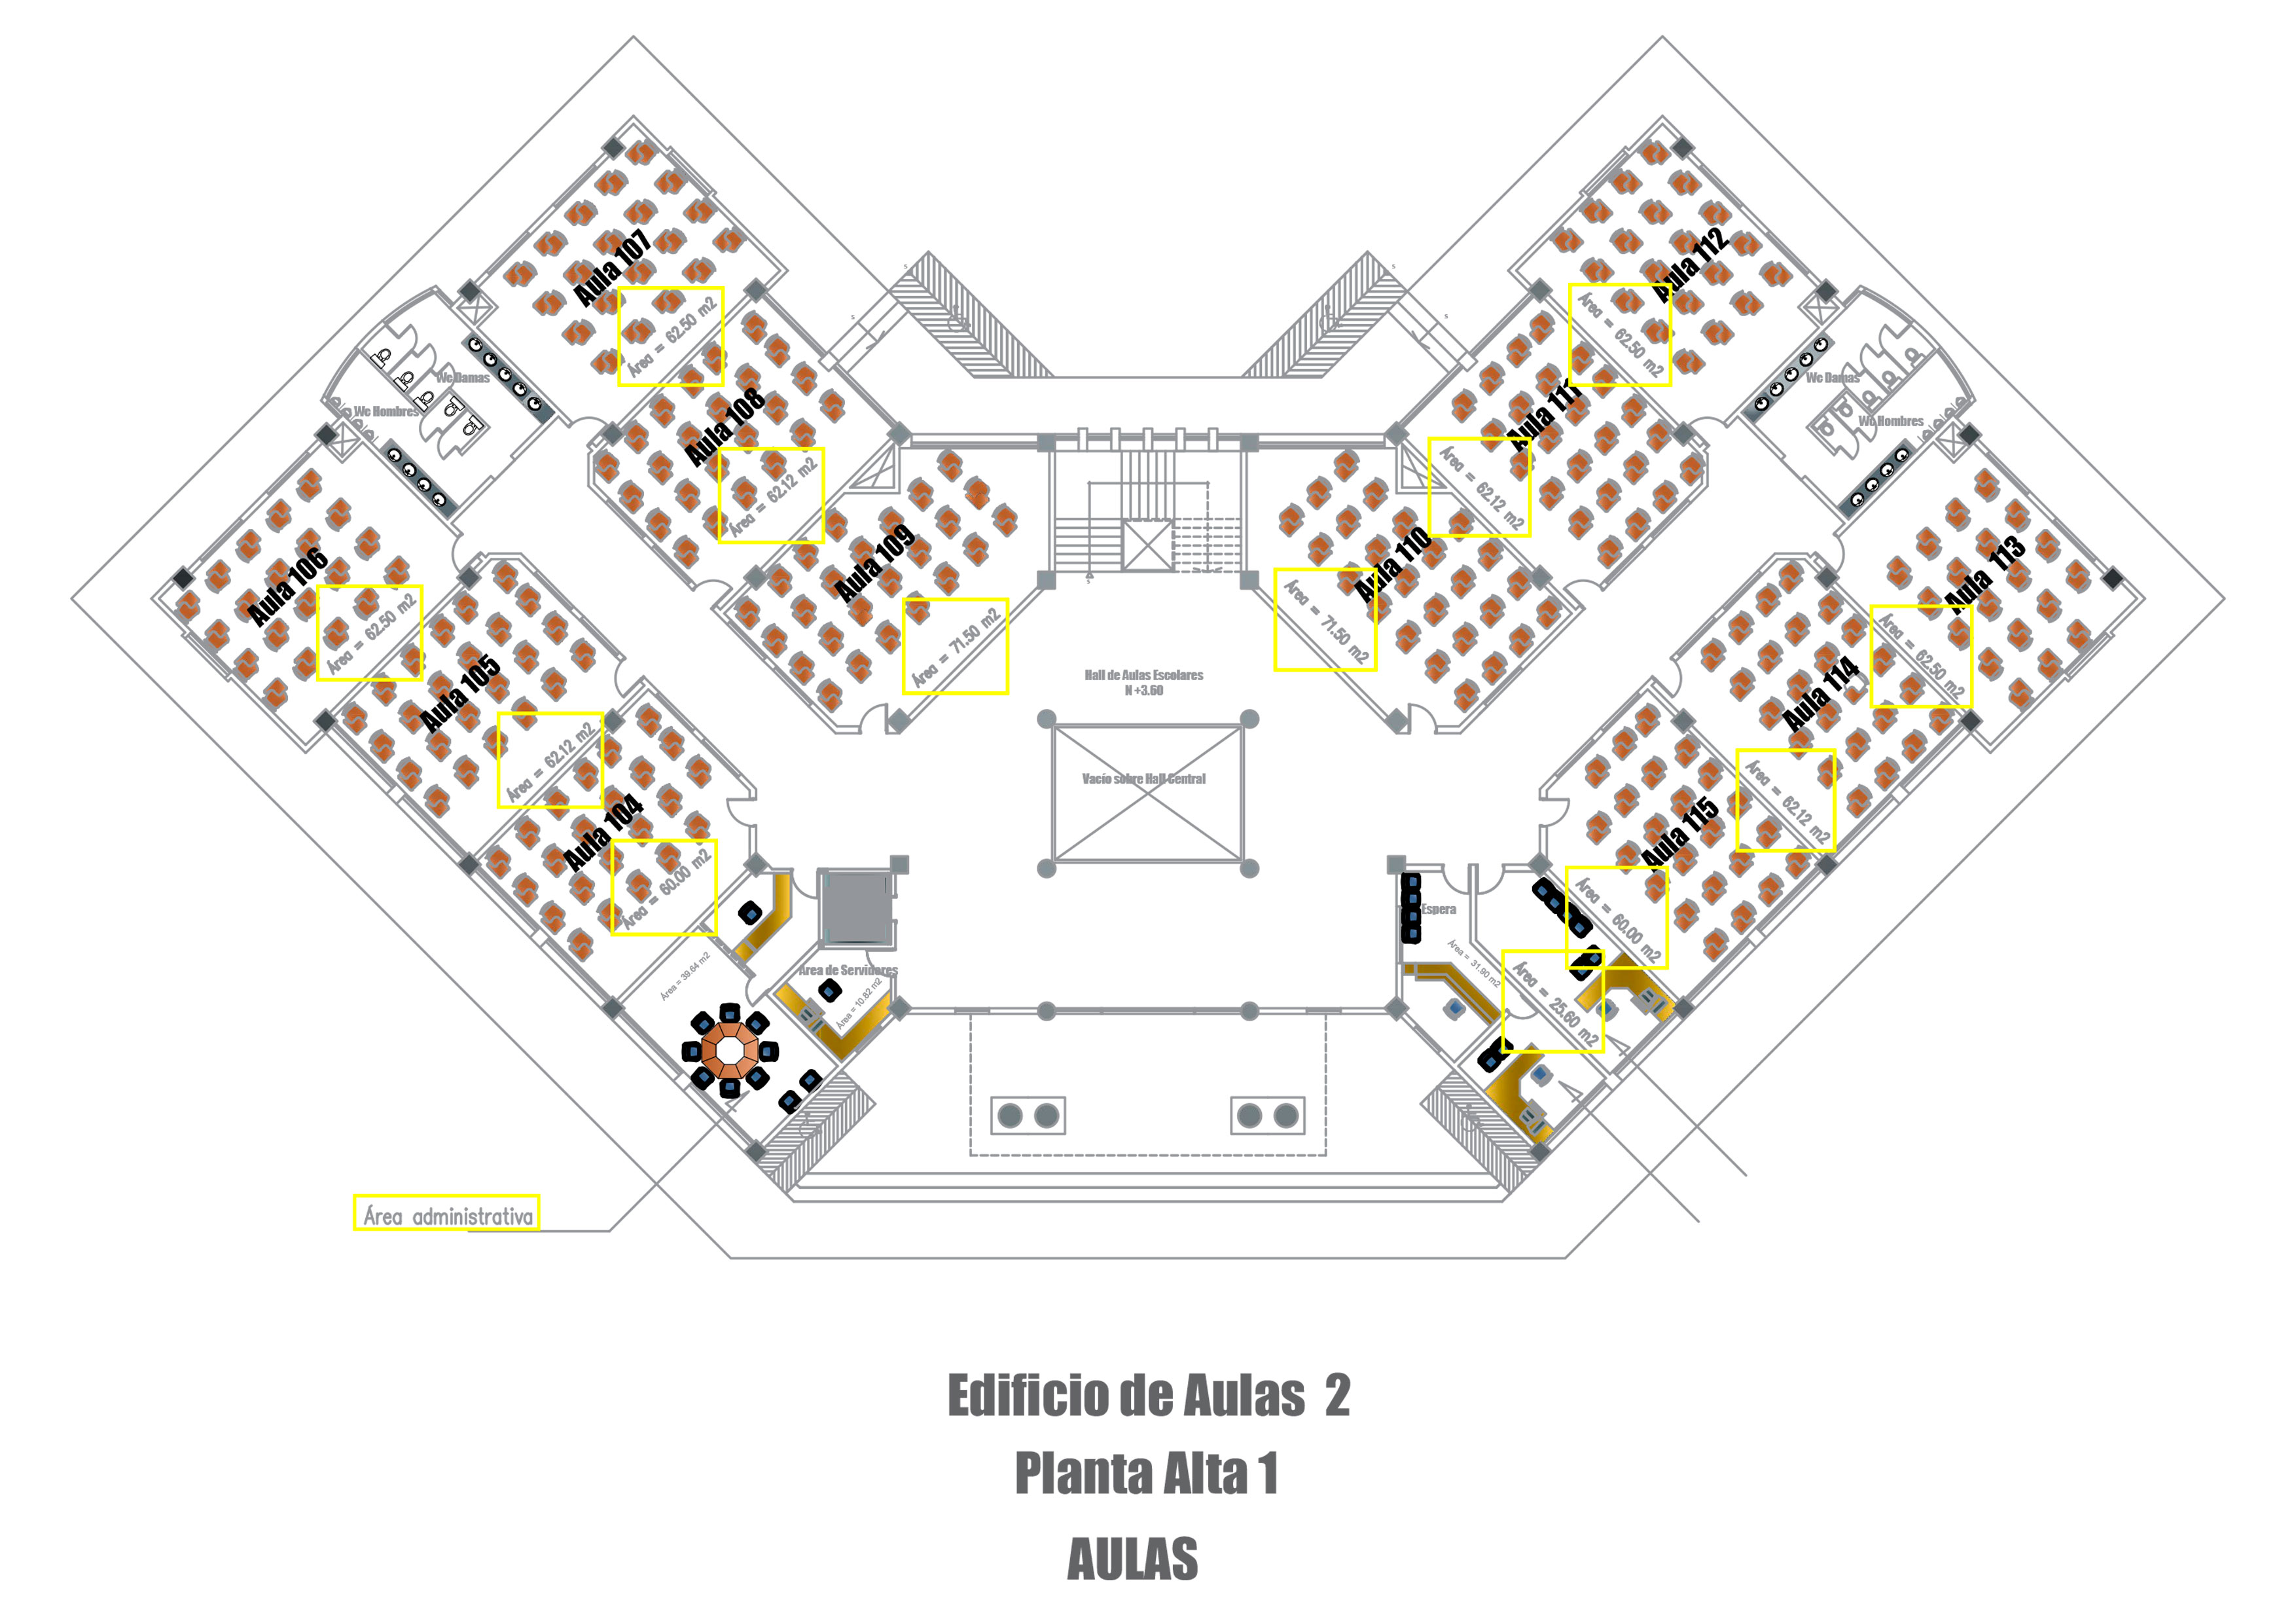 Aula 107
Área = 62.50 m2
Aula 112
Área = 62.50 m2
Wc Damas
Wc Hombres
Aula 108
Área = 62.12 m2
Aula 111
Área = 62.12 m2
Wc Damas
Wc Hombres
Aula 106
Área = 62.50 m2
Aula 109
Área = 71.50 m2
Aula 110
Área = 71.50 m2
Aula 113
Área = 62.50 m2
Aula 105
Área = 62.12 m2
Hall de Aulas Escolares
N +3.60
Aula 114
Área = 62.12 m2
Vacío sobre Hall Central
Aula 104
Área = 60.00 m2
Aula 115
Área = 60.00 m2
Espera
Área = 31.90 m2
Área = 25.60 m2
Área = 39.64 m2
Area de Servidores
Área = 10.82 m2
Área administrativa
Edificio de Aulas 2
Planta Alta 1
AULAS